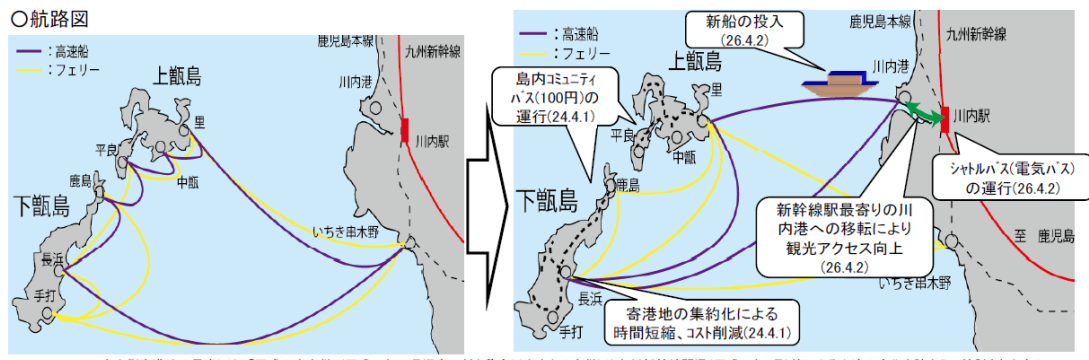 〇航路図
━：高速船
━：フェリー
上甑島
里
平良
中甑
鹿島
下甑島
長浜
手打
鹿児島本線
九州新幹線
川内港
川内駅
いちき串木野
━：高速船
━：フェリー
新船の投入
(26.4.2)
鹿児島本線
九州新幹線
上甑島
川内港
島内コミュニティ
バス(100円)の
運行(24.4.1)
里
川内駅
平良
中甑
シャトルバス(電気バス)
の運行(26.4.2)
鹿島
下甑島
新幹線駅最寄りの川
内港への移転により
観光アクセス向上
(26.4.2)
至　鹿児島
いちき串木野
長浜
寄港地の集約化による
時間短縮、コスト削減(24.4.1)
手打